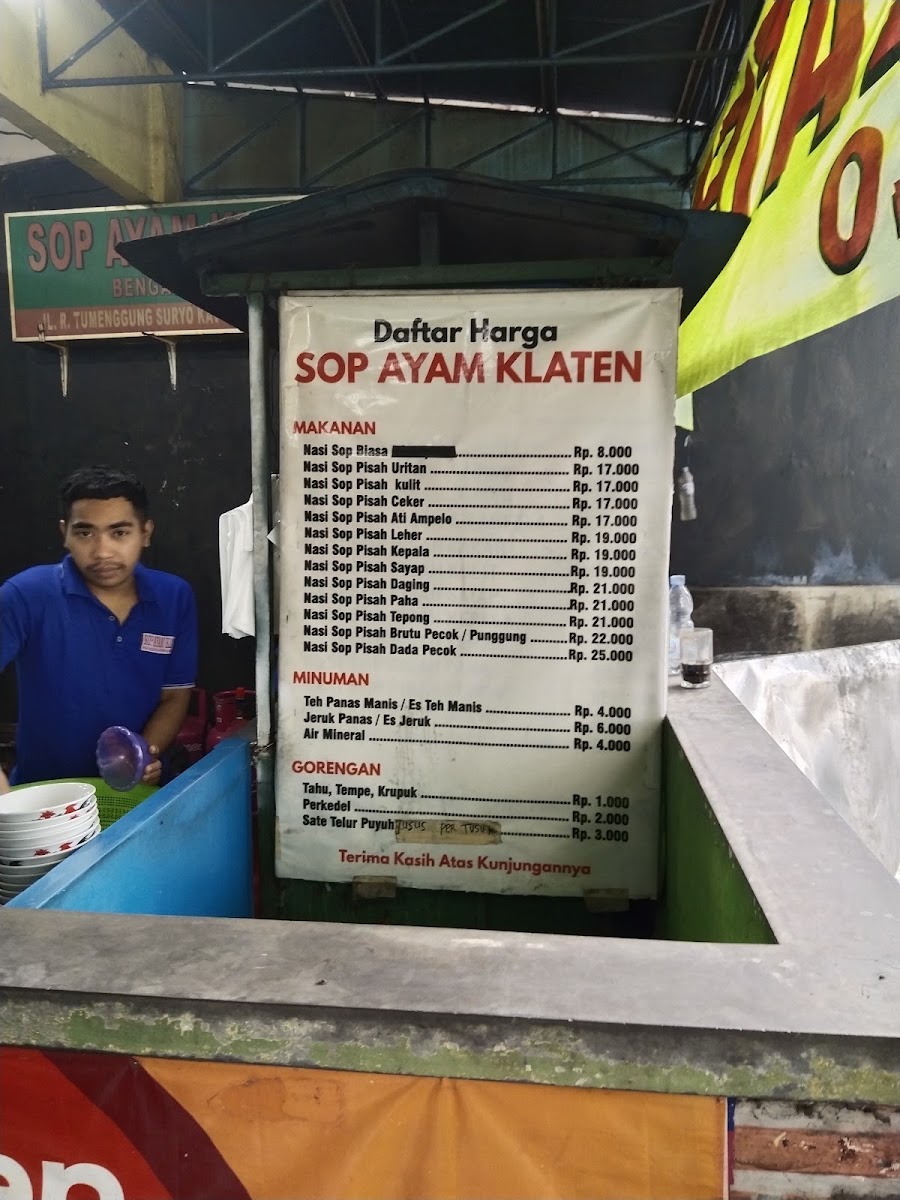 SOP AYAM
BENGA
JL. R. TUMENGGUNG SURYO
Daftar Harga
SOP AYAM KLATEN
MAKANAN
Nasi Sop Biasa ........................ Rp. 8.000
Nasi Sop Pisah Uritan ........................ Rp. 17.000
Nasi Sop Pisah kulit ........................ Rp. 17.000
Nasi Sop Pisah Ceker ........................ Rp. 17.000
Nasi Sop Pisah Ati Ampelo ........................ Rp. 17.000
Nasi Sop Pisah Leher ........................ Rp. 19.000
Nasi Sop Pisah Kepala ........................ Rp. 19.000
Nasi Sop Pisah Sayap ........................ Rp. 19.000
Nasi Sop Pisah Daging ........................ Rp. 21.000
Nasi Sop Pisah Paha ........................ Rp. 21.000
Nasi Sop Pisah Tepong ........................ Rp. 21.000
Nasi Sop Pisah Brutu Pecok / Punggung ......... Rp. 22.000
Nasi Sop Pisah Dada Pecok ........................ Rp. 25.000
MINUMAN
Teh Panas Manis / Es Teh Manis ..................... Rp. 4.000
Jeruk Panas / Es Jeruk ........................ Rp. 6.000
Air Mineral ........................ Rp. 4.000
GORENGAN
Tahu, Tempe, Krupuk ........................ Rp. 1.000
Perkedel ........................ Rp. 2.000
Sate Telur Puyuh USUS PER TUSUK ................. Rp. 3.000
Terima Kasih Atas Kunjungannya